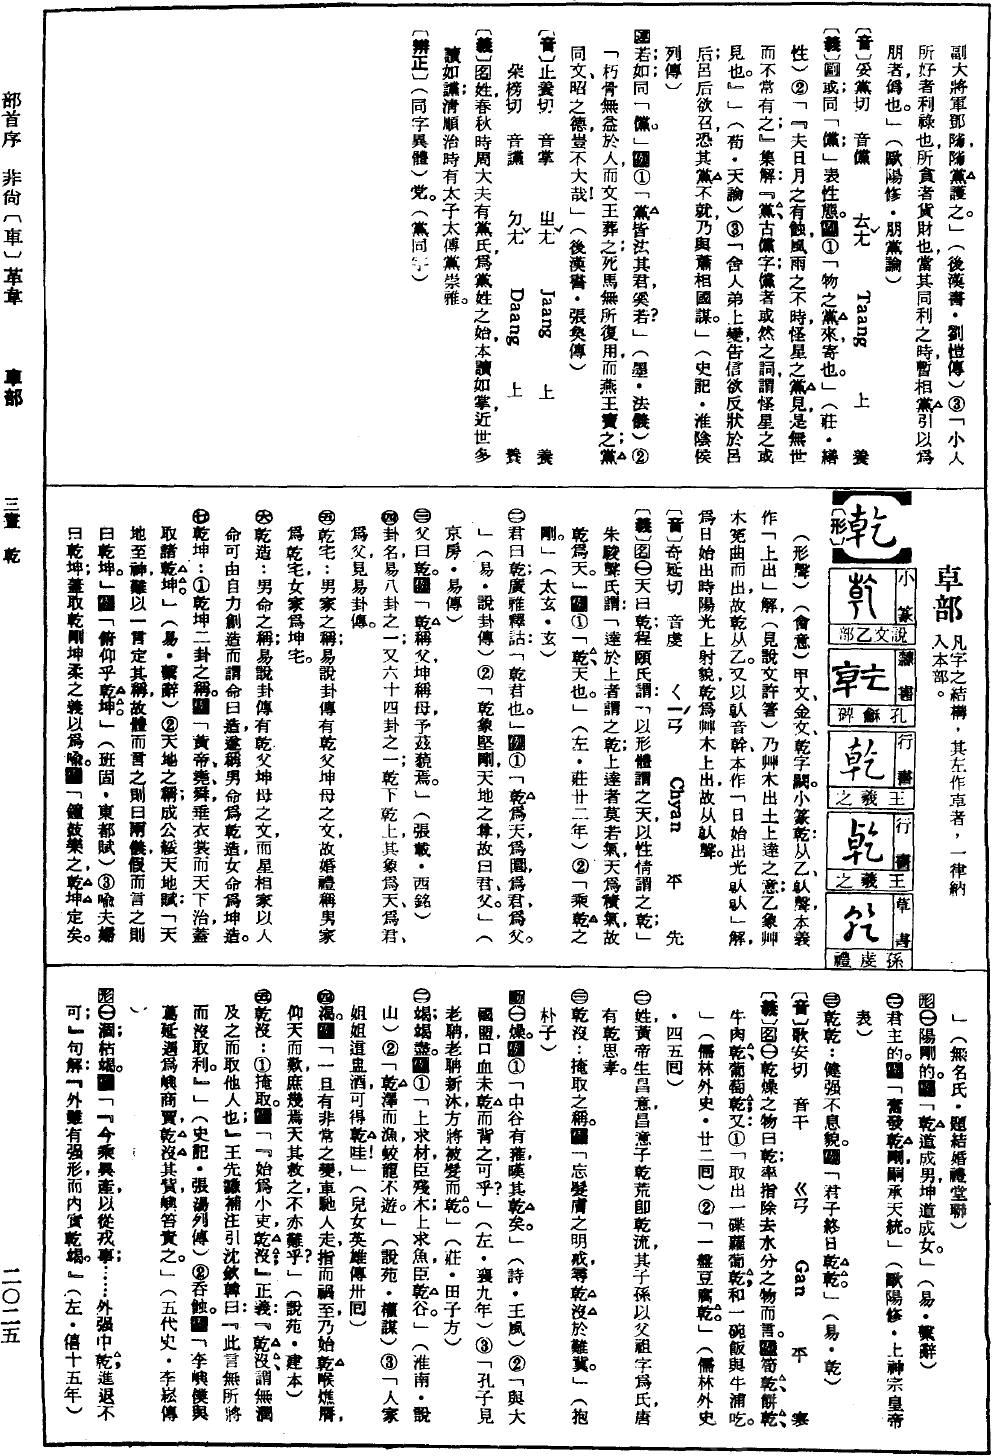 副大將軍鄧隲,隲黨護之。」(後漢書・劉愷傳)③「小人
所好者利祿也,所貪者貨財也,當其同利之時,暫相黨引以爲
朋者,僞也。」(歐陽修・朋黨論)
〔音〕妥黨切 音儻 ㄊㄤˇ Taang 上 養
〔義〕副或同「儻」;表性態。例①「物之黨來,寄也。」(莊・繕
性)②「『夫日月之有蝕,風雨之不時,怪星之黨見,是無世
而不常有之;』集解:『黨、古儻字;儻者或然之詞,謂怪星之或
見也。』」(荀・天論)③「舍人弟上變,告信欲反狀於呂
后,呂后欲召,恐其黨不就,乃與蕭相國謀。」(史記・淮陰侯
列傳)
連若;如;同「儻。」例①「黨皆法其君,奚若?」(墨・法儀)②
「朽骨無益於人,而文王葬之;死馬無所復用,而燕王寶之;黨
同文、昭之德,豈不大哉!」(後漢書・張奐傳)
〔音〕止養切 音掌 ㄓㄤˇ Jaang 上 養
朵榜切 音讜 ㄉㄤˇ Daang 上 養
〔義〕名姓,春秋時周大夫有黨氏,爲黨姓之始,本讀如掌,近世多
讀如讜;清順治時有太子太傅黨崇雅。
〔辨正〕(同字異體)党。(黨同字)
𠦝部 凡字之結構,其左作𠦝者,一律納
入本部。
【乾】
小篆 說文乙部
隸書 孔龢碑
行書 王羲之
行書 王羲之
草書 孫虔禮
〔形〕
(形聲)(會意)甲文、金文、乾字闕。小篆乾:从乙、倝聲,本義
作「上出」解,(見說文許箸)乃艸木出土上達之意;乙象艸
木冤曲而出,故乾从乙。又以倝音幹、本作「日始出光倝倝」解,
爲日始出時陽光上射貌,乾爲艸木上出,故从倝聲。
〔音〕奇延切 音虔 ㄑㄧㄢˊ Chyan 平 先
〔義〕名㊀天曰乾;程頤氏謂:「以形體謂之天,以性情謂之乾;」
朱駿聲氏謂:「達於上者謂之乾;上達者莫若氣,天爲積氣,故
乾爲天。」例①「乾、天也。」(左・莊廿二年)②「乘乾之
剛。」(太玄・玄)
㊁君曰乾;廣雅釋詁:「乾、君也。」例①「乾爲天,爲圜,爲君,爲父。
」(易・說卦傳)②「乾象堅剛,天地之尊,故曰君、父。」(
京房・易傳)
㊂父曰乾。例「乾稱父,坤稱母,予茲藐焉。」(張載・西銘)
㊃卦名;易八卦之一;又六十四卦之一;乾下乾上;其象爲天,爲君、
爲父,見易卦傳。
㊄乾宅:男家之稱;易說卦傳有乾父坤母之文,故婚禮稱男家
爲乾宅,女家爲坤宅。
㊅乾造:男命之稱;易說卦傳有乾父坤母之文,而星相家以人
命可由自力創造而謂命曰造,遂稱男命爲乾造,女命爲坤造。
㊆乾坤:①乾坤二卦之稱。例「黃帝、堯、舜,垂衣裳而天下治,蓋
取諸乾坤。」(易・繫辭)②天地之稱;成公綏天地賦:「天
地至神,難以一言定其稱,故體而言之,則曰兩儀;假而言之,則
曰乾坤。」例「俯仰乎乾坤。」(班固・東都賦)③喻夫婦
曰乾坤;蓋取乾剛坤柔之義以爲喻。例「鐘鼓樂之;乾坤定矣。
」(無名氏・題結婚禮堂聯)
形㊀陽剛的。例「乾道成男,坤道成女。」(易・繫辭)
㊁君主的。例「奮發乾剛,嗣承天統。」(歐陽修・上神宗皇帝
表)
㊂乾乾:健强不息貌。例「君子終日乾乾。」(易・乾)
〔音〕歌安切 音干 ㄍㄢ Gan 平 寒
〔義〕名㊀乾燥之物曰乾;率指除去水分之物而言。例筍乾、餅乾、
牛肉乾、葡萄乾;又:①「取出一碟蘿蔔乾,和一碗飯與牛浦吃。
」(儒林外史・廿二囘)②「一盤豆腐乾。」(儒林外史
・四五囘)
㊁姓,黃帝生昌意,昌意子乾荒,即乾流,其子孫以父祖字爲氏,唐
有乾思孝。
㊂乾沒:掩取之稱。例「忘髮膚之明戒,尋乾沒於難冀。」(抱
朴子)
動㊀燥。例①「中谷有蓷,暵其乾矣。」(詩・王風)②「與大
國盟,口血未乾而背之,可乎?」(左・襄九年)③「孔子見
老聃,老聃新沐,方將被髮而乾。」(莊・田子方)
㊁竭;竭盡。例①「上求材,臣殘木;上求魚,臣乾谷。」(淮南・說
山)②「乾澤而漁,蛟龍不遊。」(說苑・權謀)③「人家
姐姐這盅酒可得乾哇!」(兒女英雄傳卅囘)
㊃渴。例「一旦有非常之變,車馳人走,指而禍至,乃始乾喉燋脣,
仰天而歎,庶幾焉天其救之,不亦難乎?」(說苑・建本)
㊄乾沒:①掩取。例「『始爲小吏,乾沒;』正義:『乾沒,謂無潤
及之而取他人也;』王先謙補注引沈欽韓曰:『此言無所將
而沒取利。』」(史記・張湯列傳)②吞蝕。例「李嶼僕與
葛延遇爲嶼商賈,乾沒其貲,嶼笞責之。」(五代史・李崧傳
)
形㊀涸;枯竭。例「『今乘異產以從戎事;……外强中乾,進退不
可;』句解『外雖有强形,而內實乾竭。』」(左・僖十五年)
部首序 非尙〔𠦝〕革韋 𠦝部 三畫 乾 二〇二五